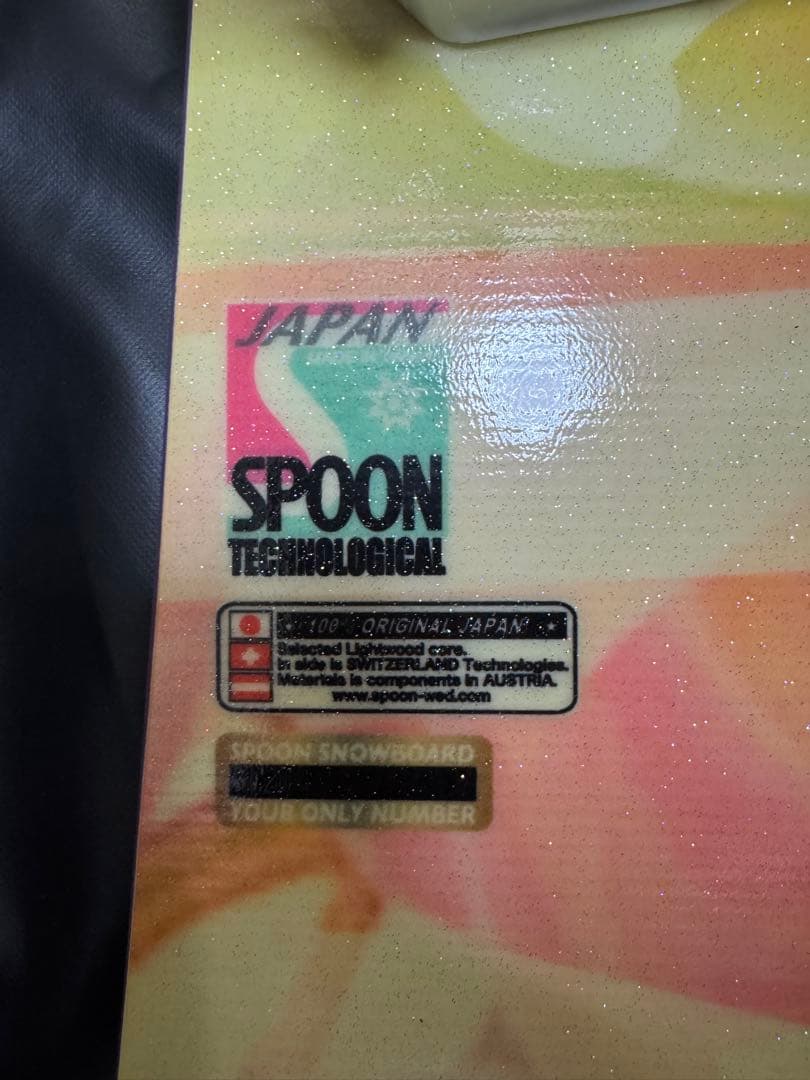 JAPAN
SPOON
TECHNOLOGICAL
100% ORIGINAL JAPAN
Selected Lightwood core.
In side is SWITZERLAND Technologies.
Materials is components in AUSTRIA.
www.spoon-wed.com
SPOON SNOWBOARD
YOUR ONLY NUMBER